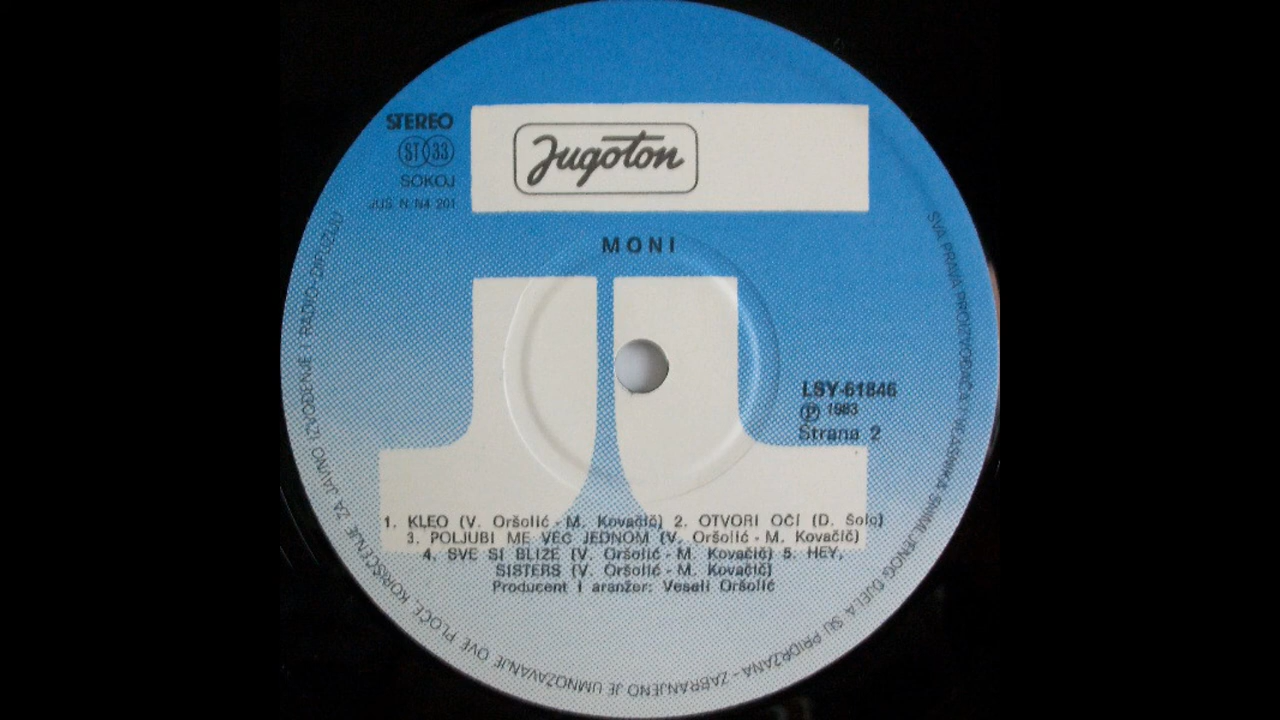 STEREO
ST 33
SOKOJ
JUS N N4 201
Jugoton
MONI
LSY-61846
Ⓟ 1983
Strana 2
1. KLEO (V. Oršolić - M. Kovačič) 2. OTVORI OČI (D. Šolc)
3. POLJUBI ME VEĆ JEDNOM (V. Oršolić - M. Kovačič)
4. SVE SI BLIŽE (V. Oršolić - M. Kovačič) 5. HEY,
SISTERS (V. Oršolić - M. Kovačič)
Producent i aranžer: Veseli Oršolić
SVA PRAVA PROIZVOĐAČA I VLASNIKA SNIMLJENOG DJELA SU PRIDRŽANA - ZABRANJENO JE UMNOŽAVANJE OVE PLOČE, KORIŠĆENJE ZA JAVNO IZVOĐENJE I RADIO-DIFUZIJU